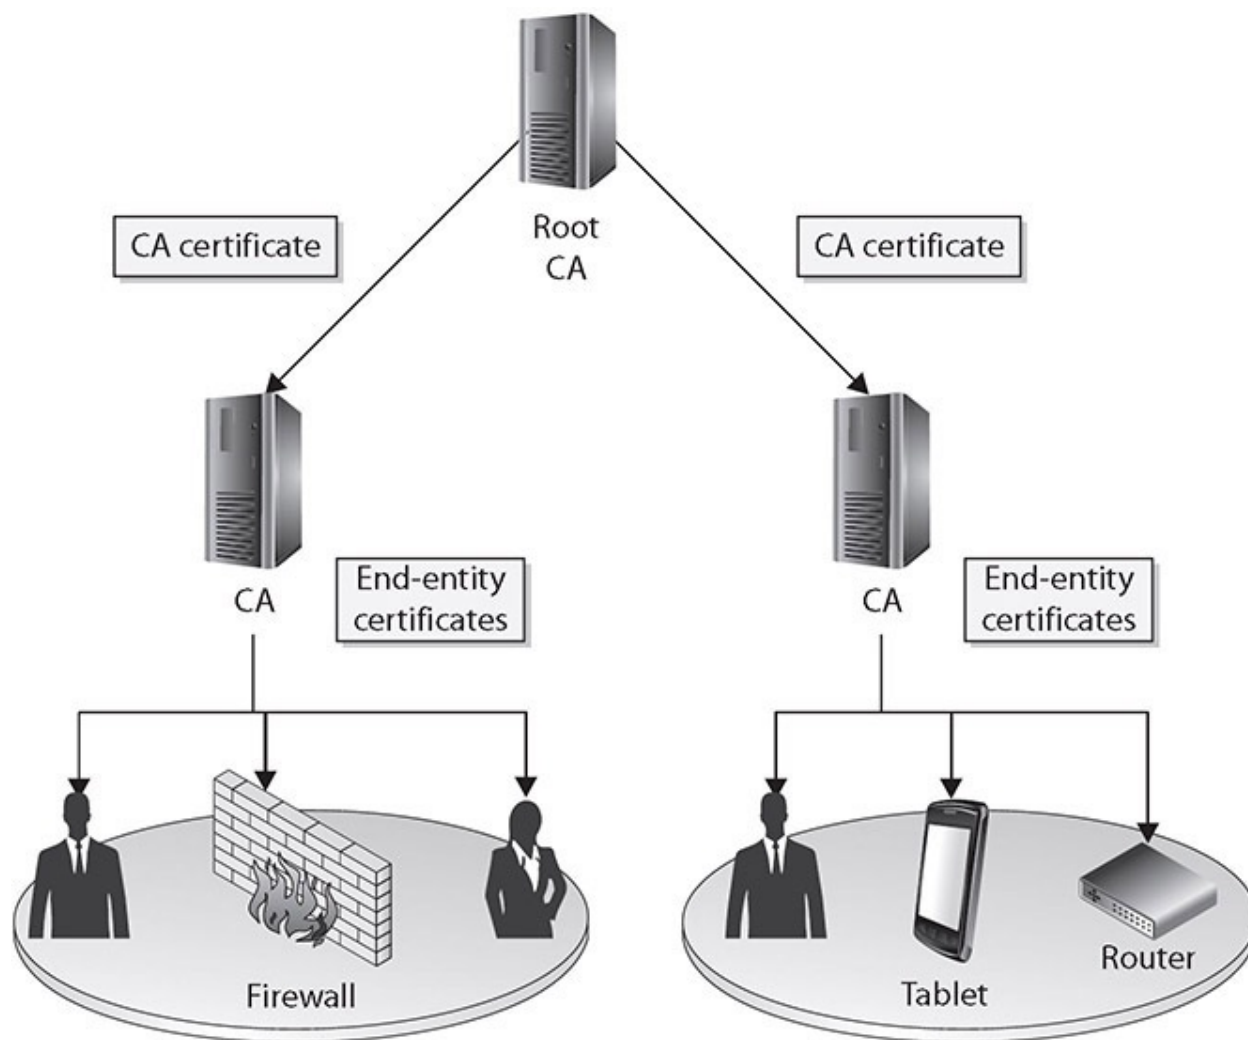 Root
CA
CA certificate
CA certificate
CA
End-entity
certificates
CA
End-entity
certificates
Firewall
Tablet
Router